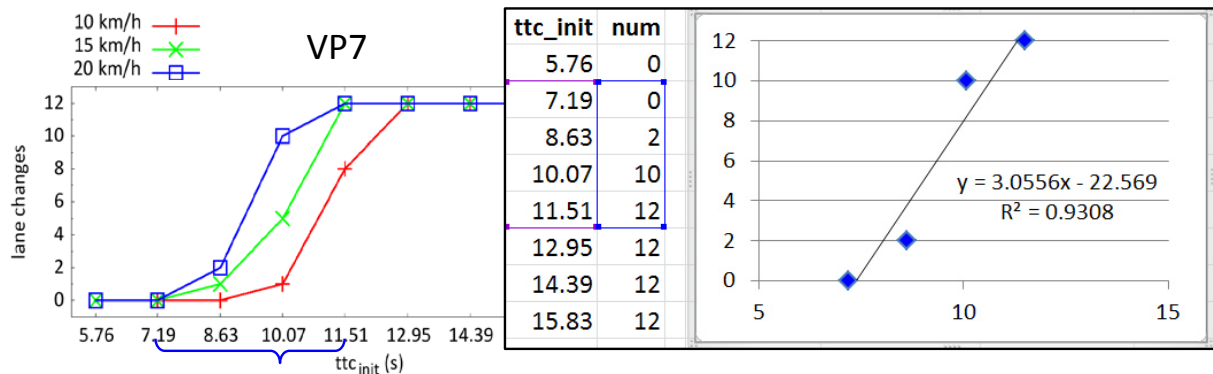 10 km/h
15 km/h
20 km/h
VP7
12
10
8
6
4
2
0
lane changes
5.76 7.19 8.63 10.07 11.51 12.95 14.39
ttc init (s)
ttc_init num
5.76 0
7.19 0
8.63 2
10.07 10
11.51 12
12.95 12
14.39 12
15.83 12
12
10
8
6
4
2
0
y = 3.0556x - 22.569
R² = 0.9308
5 10 15